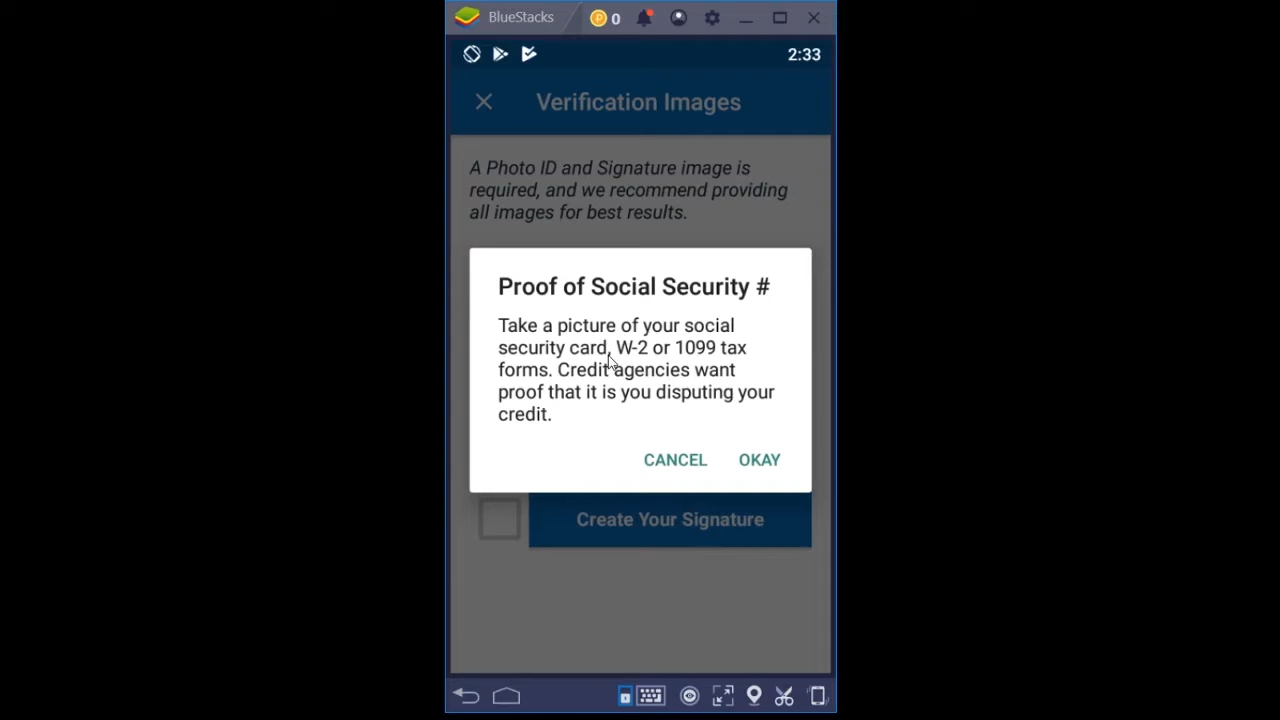 BlueStacks
0
2:33
Verification Images
A Photo ID and Signature image is
required, and we recommend providing
all images for best results.
Proof of Social Security #
Take a picture of your social
security card, W-2 or 1099 tax
forms. Credit agencies want
proof that it is you disputing your
credit.
CANCEL OKAY
Create Your Signature